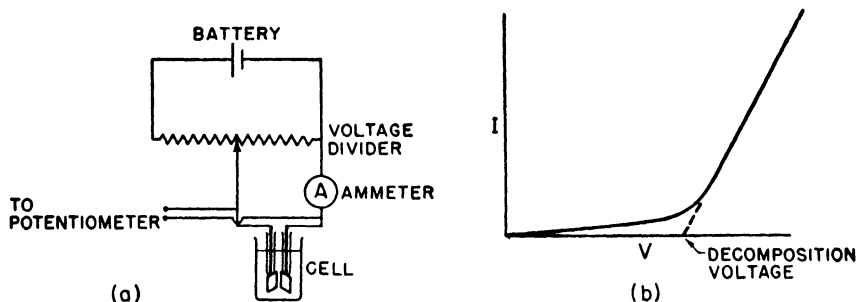 BATTERY
VOLTAGE
DIVIDER
A
AMMETER
TO
POTENTIOMETER
CELL
(a)
I
V
DECOMPOSITION
VOLTAGE
(b)